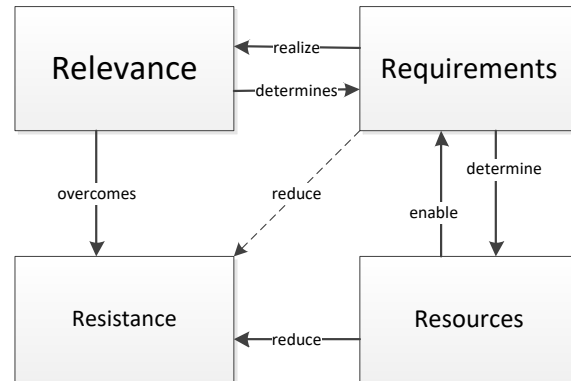 Relevance
realize
Requirements
determines
overcomes
reduce
determine
enable
Resistance
reduce
Resources